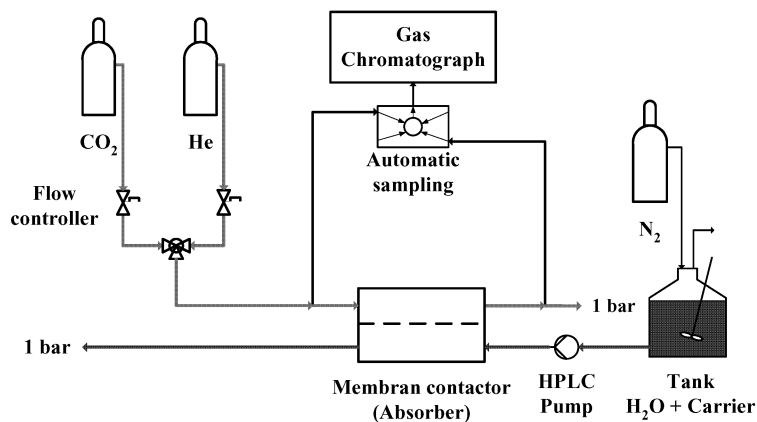 Gas
Chromatograph
CO₂
He
Automatic
sampling
Flow
controller
N₂
1 bar
1 bar
Membran contactor
(Absorber)
HPLC
Pump
Tank
H₂O + Carrier